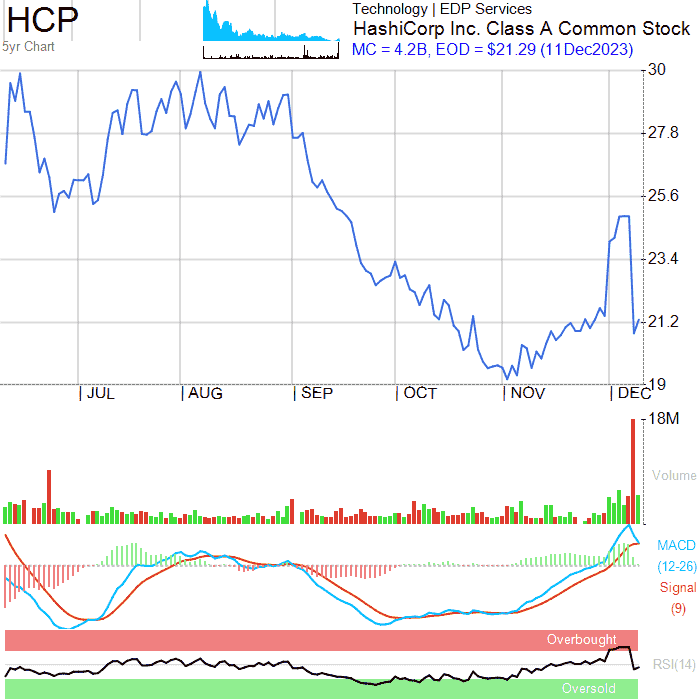 HCP
5yr Chart
Technology | EDP Services
HashiCorp Inc. Class A Common Stock
MC = 4.2B, EOD = $21.29 (11Dec2023)
30
27.8
25.6
23.4
21.2
19
|JUL
|AUG
|SEP
|OCT
|NOV
|DEC
18M
Volume
MACD
(12-26)
Signal
(9)
Overbought
RSI(14)
Oversold